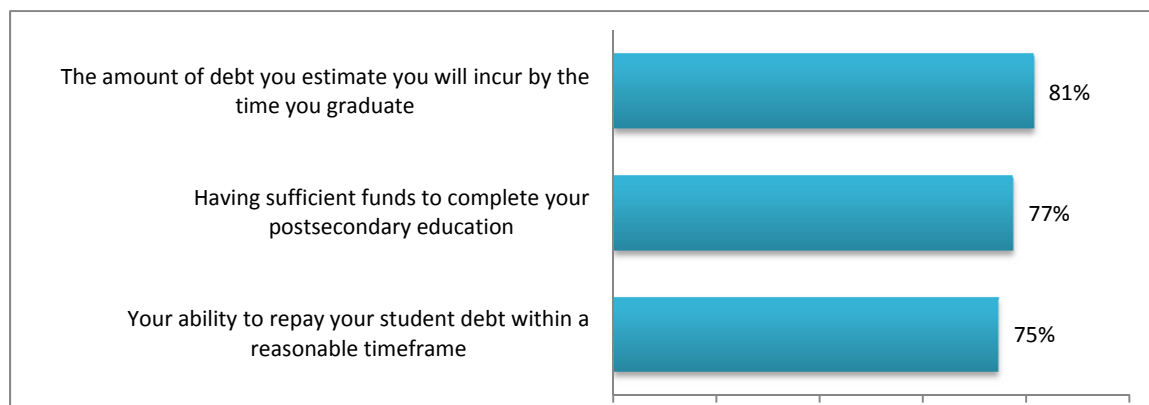 The amount of debt you estimate you will incur by the
time you graduate
81%
Having sufficient funds to complete your
postsecondary education
77%
Your ability to repay your student debt within a
reasonable timeframe
75%